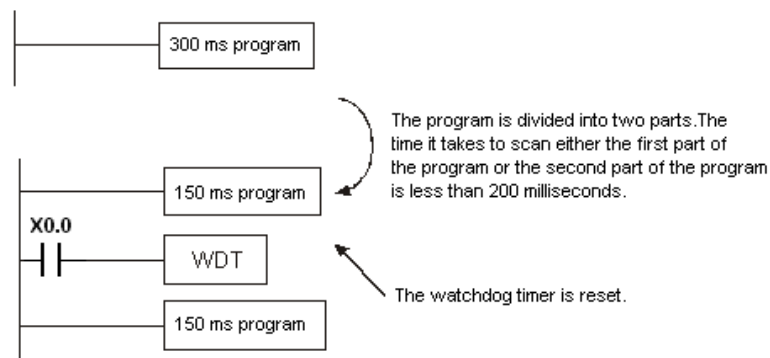 300 ms program
The program is divided into two parts.The
time it takes to scan either the first part of
the program or the second part of the program
is less than 200 milliseconds.
150 ms program
X0.0
WDT
The watchdog timer is reset.
150 ms program